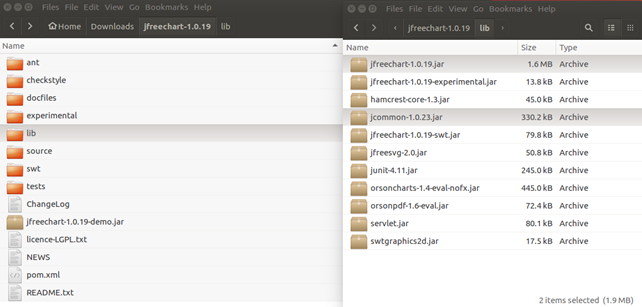 Files Edit View Go Bookmarks Help
Home Downloads jfreechart-1.0.19 lib
Name
ant
checkstyle
docfiles
experimental
lib
source
swt
tests
ChangeLog
jfreechart-1.0.19-demo.jar
licence-LGPL.txt
NEWS
pom.xml
README.txt
Files Edit View Go Bookmarks Help
jfreechart-1.0.19 lib
Name Size Type
jfreechart-1.0.19.jar 1.6 MB Archive
jfreechart-1.0.19-experimental.jar 13.8 kB Archive
hamcrest-core-1.3.jar 45.0 kB Archive
jcommon-1.0.23.jar 330.2 kB Archive
jfreechart-1.0.19-swt.jar 79.8 kB Archive
jfreesvg-2.0.jar 50.8 kB Archive
junit-4.11.jar 245.0 kB Archive
orsoncharts-1.4-eval-nofx.jar 445.0 kB Archive
orsonpdf-1.6-eval.jar 72.4 kB Archive
servlet.jar 80.1 kB Archive
swtgraphics2d.jar 17.5 kB Archive
2 items selected (1.9 MB)